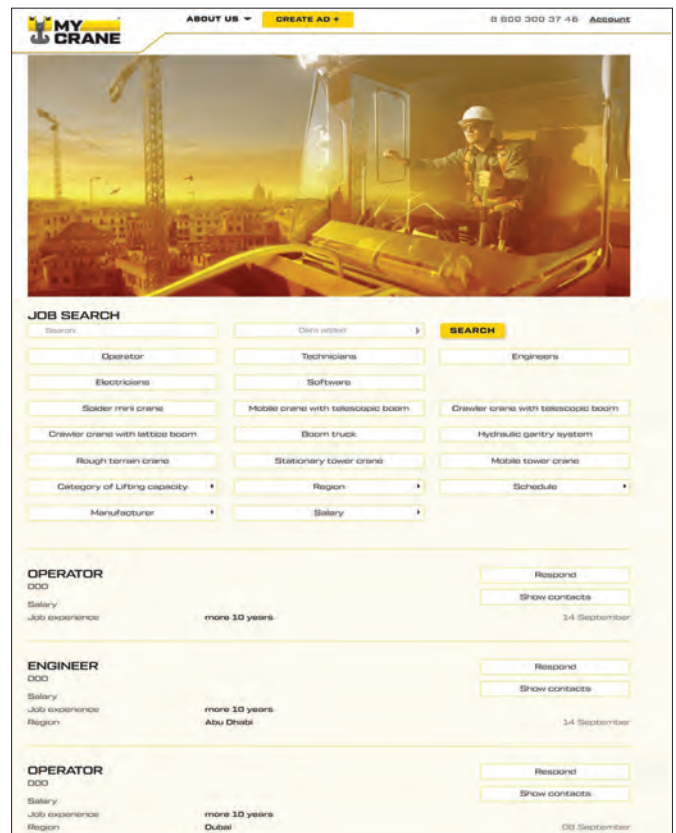 MY CRANE
ABOUT US CREATE AD + 8 800 300 37 46 Account
JOB SEARCH
Search Date added SEARCH
Operator Technicians Engineers
Electricians Software
Spider mini crane Mobile crane with telescopic boom Crawler crane with telescopic boom
Crawler crane with lattice boom Boom truck Hydraulic gantry system
Rough terrain crane Stationary tower crane Mobile tower crane
Category of Lifting capacity Region Schedule
Manufacturer Salary
OPERATOR Respond
OOO
Show contacts
Salary
Job experience more 10 years 14 September
ENGINEER Respond
OOO
Show contacts
Salary
Job experience more 10 years
Region Abu Dhabi 14 September
OPERATOR Respond
OOO
Show contacts
Salary
Job experience more 10 years
Region Dubai 08 September